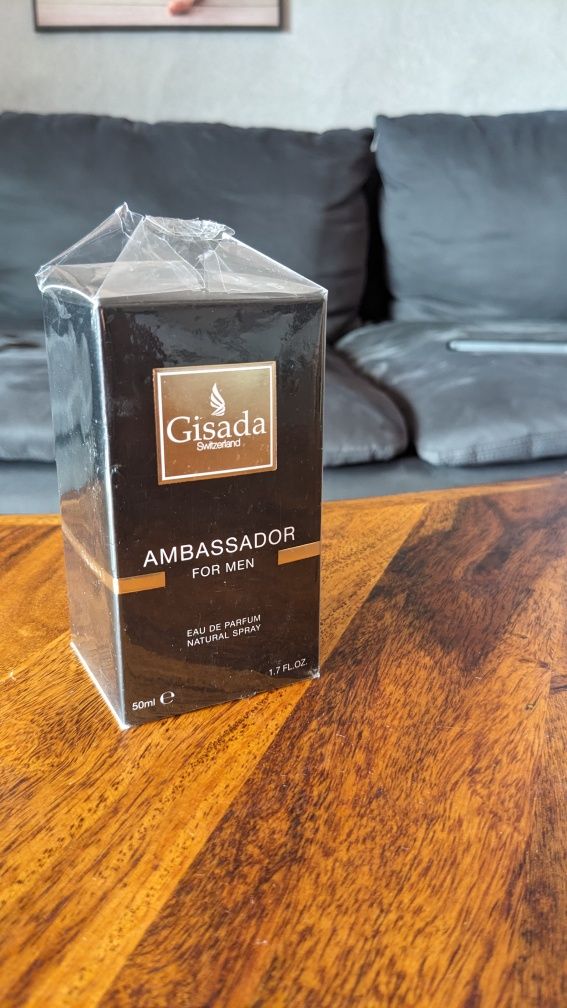 Gisada
Switzerland
AMBASSADOR
FOR MEN
EAU DE PARFUM
NATURAL SPRAY
50ml ℮
1.7 FL.OZ.